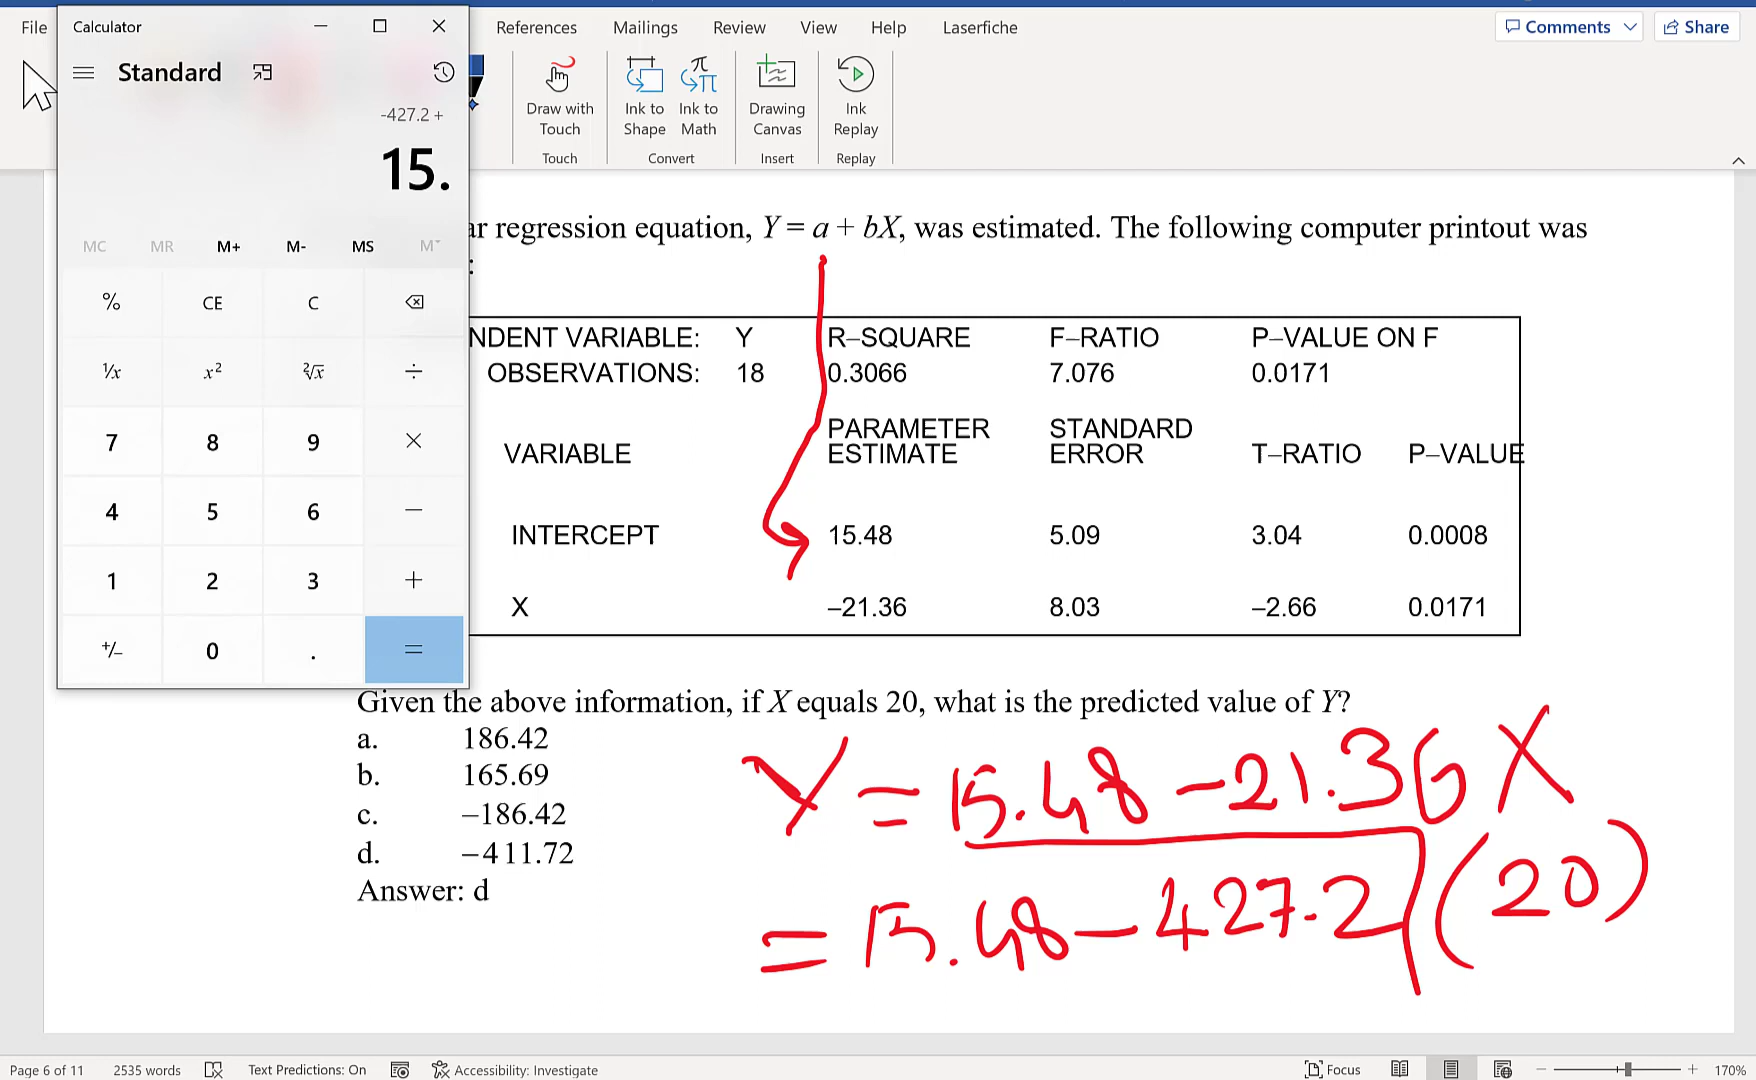 File
References
Mailings
Review
View
Help
Laserfiche
Comments
Share
Calculator
Standard
-427.2 +
15.
MC MR M+ M- MS M˅
% CE C
¹/x x² ²√x ÷
7 8 9 ×
4 5 6 −
1 2 3 +
+/− 0 . =
Draw with Touch
Ink to Shape
Ink to Math
Drawing Canvas
Ink Replay
Touch
Convert
Insert
Replay
ar regression equation, Y = a + bX, was estimated. The following computer printout was
:
NDENT VARIABLE: Y R–SQUARE F–RATIO P–VALUE ON F
OBSERVATIONS: 18 0.3066 7.076 0.0171
VARIABLE PARAMETER ESTIMATE STANDARD ERROR T–RATIO P–VALUE
INTERCEPT 15.48 5.09 3.04 0.0008
X –21.36 8.03 –2.66 0.0171
Given the above information, if X equals 20, what is the predicted value of Y?
a. 186.42
b. 165.69
c. –186.42
d. –411.72
Answer: d
Y = 15.48 – 21.36 X
(20)
= 15.48 – 427.2
Page 6 of 11
2535 words
Text Predictions: On
Accessibility: Investigate
Focus
170%